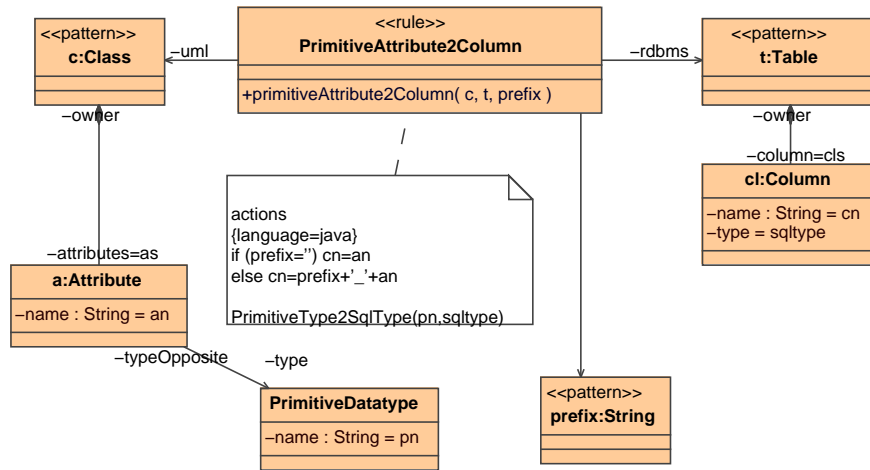 <<pattern>>
c:Class
–uml
<<rule>>
PrimitiveAttribute2Column
+primitiveAttribute2Column( c, t, prefix )
–rdbms
<<pattern>>
t:Table
–owner
–owner
–column=cls
cl:Column
–name : String = cn
–type = sqltype
actions
{language=java}
if (prefix='') cn=an
else cn=prefix+'_'+an
PrimitiveType2SqlType(pn,sqltype)
–attributes=as
a:Attribute
–name : String = an
–typeOpposite
–type
PrimitiveDatatype
–name : String = pn
<<pattern>>
prefix:String